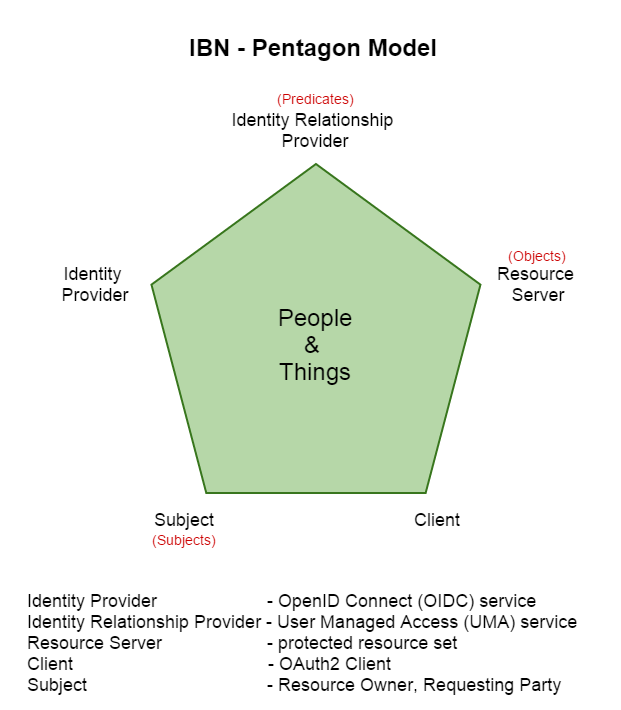 IBN - Pentagon Model
(Predicates)
Identity Relationship
Provider
(Objects)
Resource
Server
Identity
Provider
People
&
Things
Subject
(Subjects)
Client
Identity Provider - OpenID Connect (OIDC) service
Identity Relationship Provider - User Managed Access (UMA) service
Resource Server - protected resource set
Client - OAuth2 Client
Subject - Resource Owner, Requesting Party